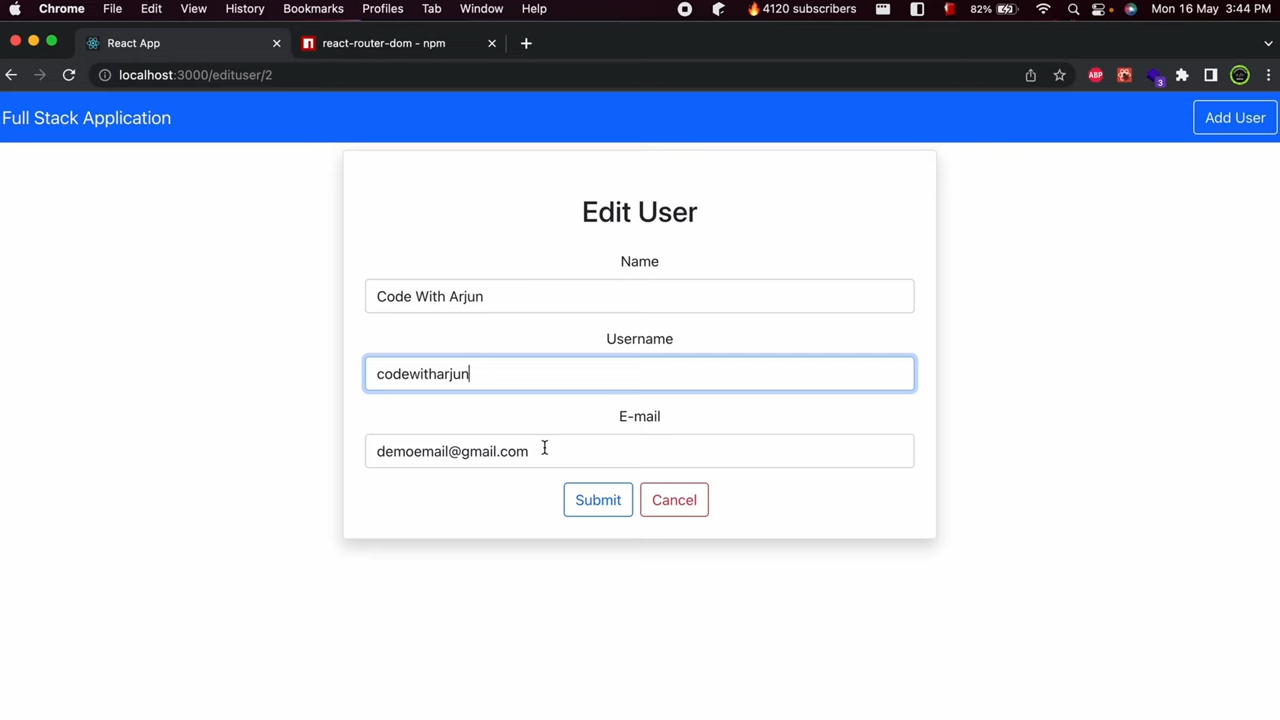 Chrome File Edit View History Bookmarks Profiles Tab Window Help 🔥4120 subscribers 82% Mon 16 May 3:44 PM
React App react-router-dom - npm
localhost:3000/edituser/2 ABP 3
Full Stack Application Add User
Edit User
Name
Code With Arjun
Username
codewitharjun
E-mail
demoemail@gmail.com
Submit Cancel